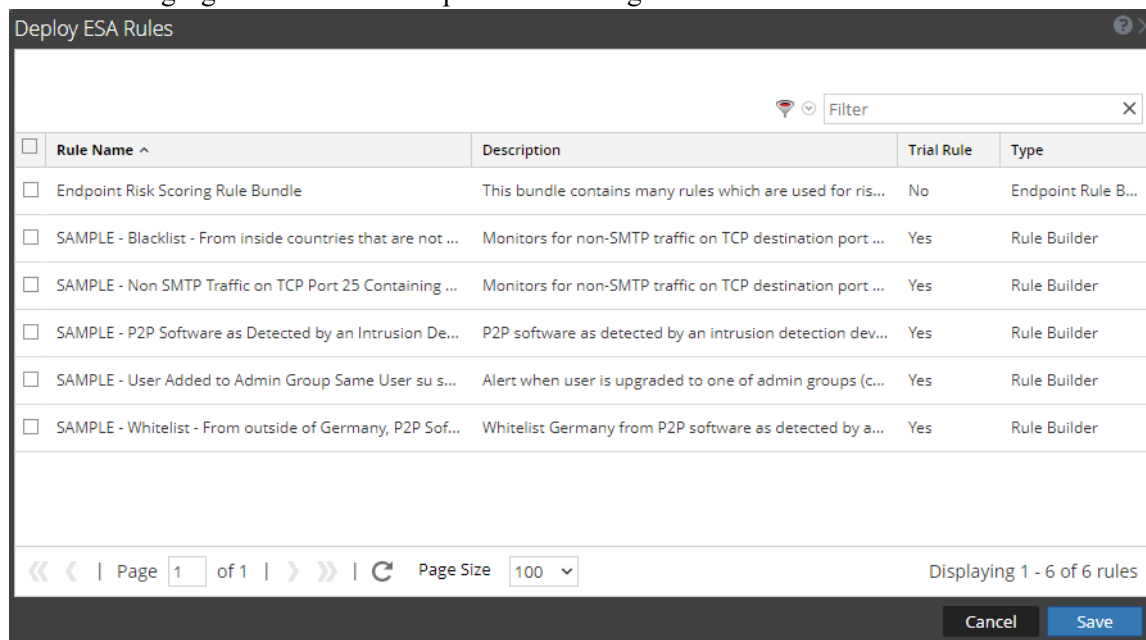 Deploy ESA Rules
Filter
Rule Name Description Trial Rule Type
Endpoint Risk Scoring Rule Bundle This bundle contains many rules which are used for ris... No Endpoint Rule B...
SAMPLE - Blacklist - From inside countries that are not ... Monitors for non-SMTP traffic on TCP destination port ... Yes Rule Builder
SAMPLE - Non SMTP Traffic on TCP Port 25 Containing ... Monitors for non-SMTP traffic on TCP destination port ... Yes Rule Builder
SAMPLE - P2P Software as Detected by an Intrusion De... P2P software as detected by an intrusion detection dev... Yes Rule Builder
SAMPLE - User Added to Admin Group Same User su s... Alert when user is upgraded to one of admin groups (c... Yes Rule Builder
SAMPLE - Whitelist - From outside of Germany, P2P Sof... Whitelist Germany from P2P software as detected by a... Yes Rule Builder
| Page 1 of 1 | | Page Size 100 Displaying 1 - 6 of 6 rules
Cancel Save